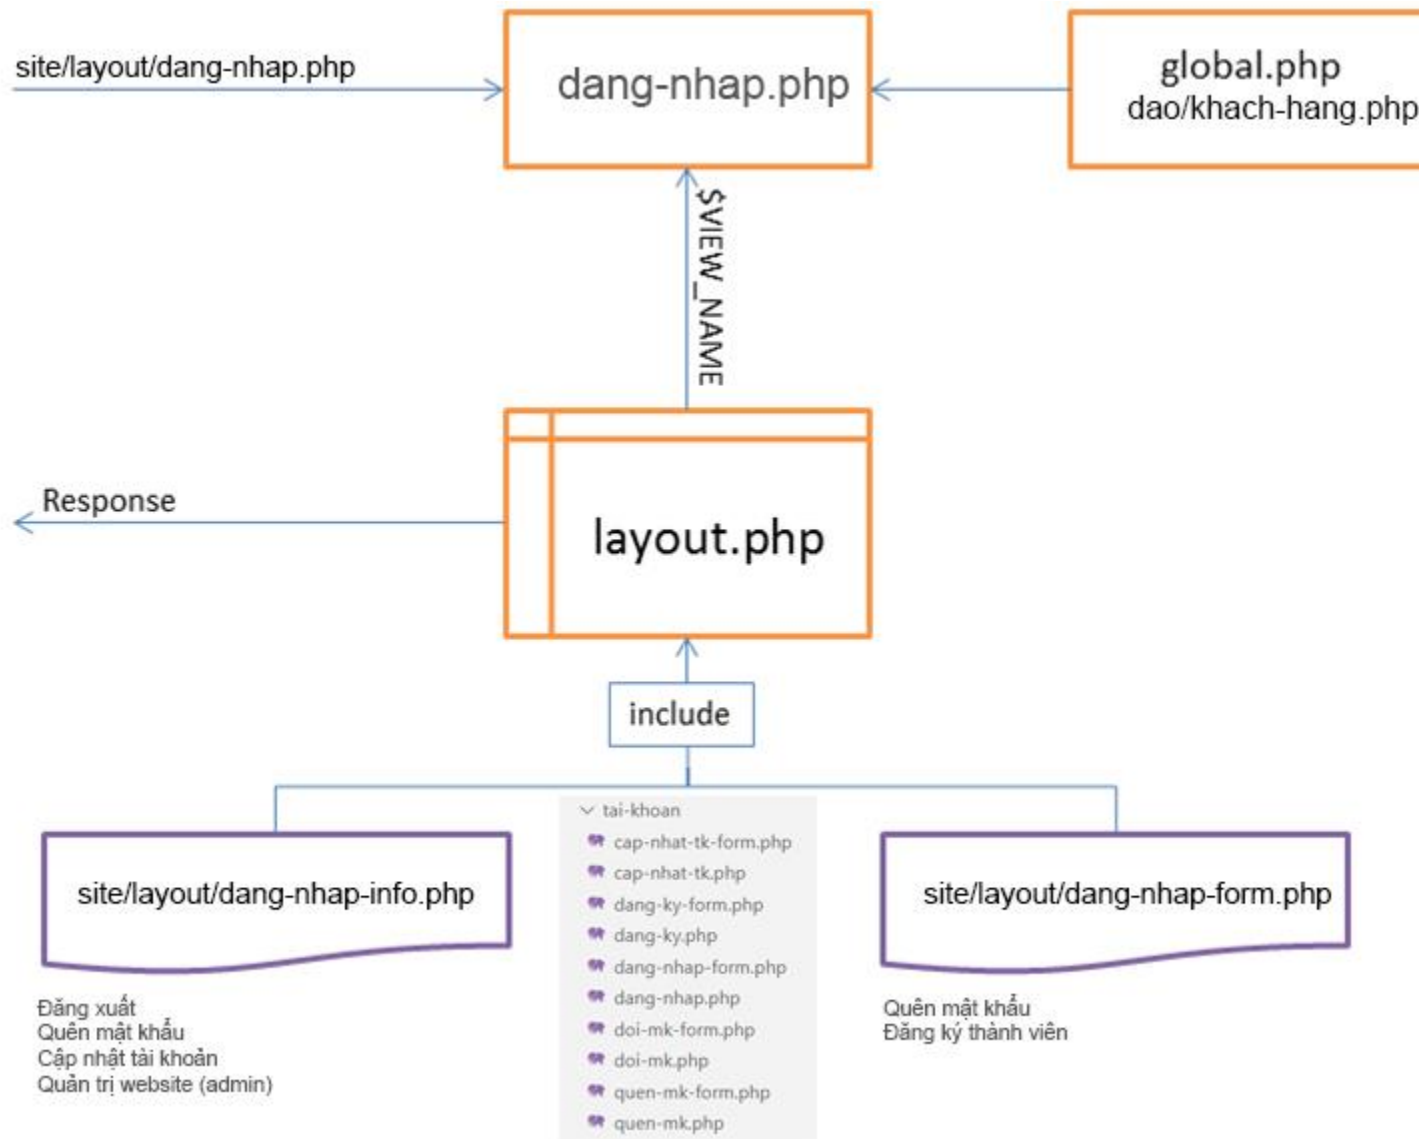 site/layout/dang-nhap.php
dang-nhap.php
global.php
dao/khach-hang.php
$VIEW_NAME
Response
layout.php
include
site/layout/dang-nhap-info.php
Đăng xuất
Quên mật khẩu
Cập nhật tài khoản
Quản trị website (admin)
tai-khoan
cap-nhat-tk-form.php
cap-nhat-tk.php
dang-ky-form.php
dang-ky.php
dang-nhap-form.php
dang-nhap.php
doi-mk-form.php
doi-mk.php
quen-mk-form.php
quen-mk.php
site/layout/dang-nhap-form.php
Quên mật khẩu
Đăng ký thành viên